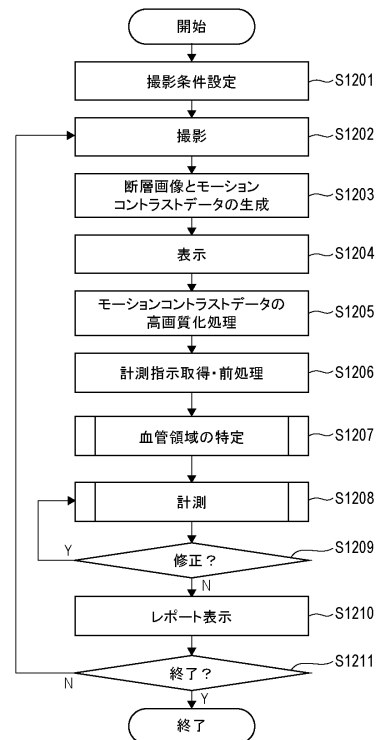 開始
撮影条件設定
S1201
撮影
S1202
断層画像とモーション
コントラストデータの生成
S1203
表示
S1204
モーションコントラストデータの
高画質化処理
S1205
計測指示取得・前処理
S1206
血管領域の特定
S1207
計測
S1208
修正？
S1209
Y
N
レポート表示
S1210
終了？
S1211
N
Y
終了